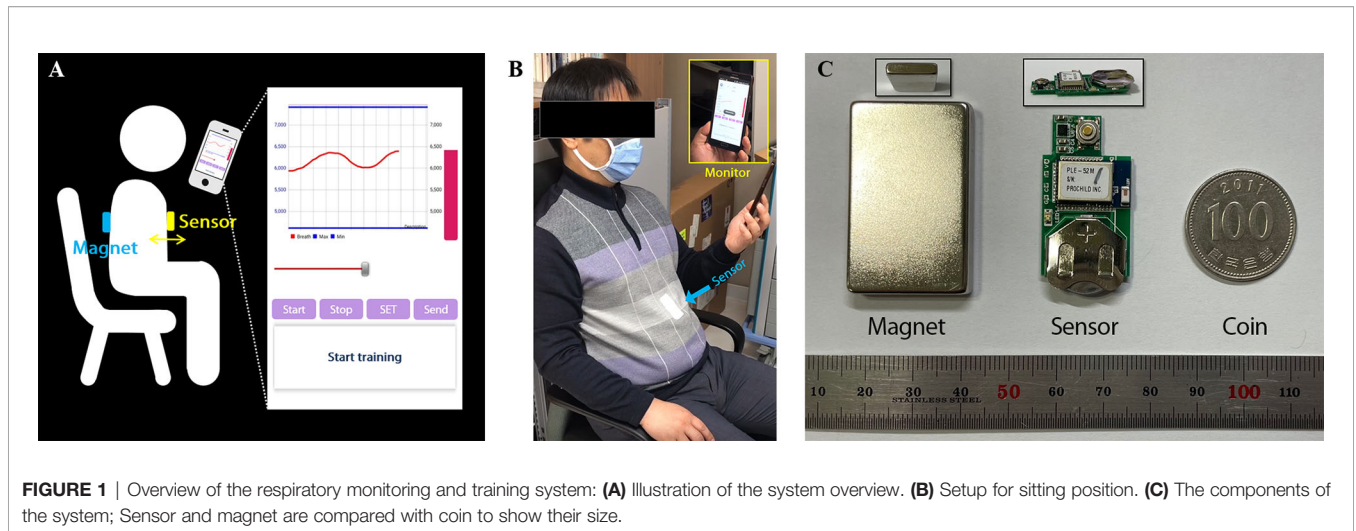 A
Magnet
Sensor
7,000
6,500
6,000
5,500
5,000
7,000
6,500
6,000
5,500
5,000
Breath Max Min
Start Stop SET Send
Start training
B
Monitor
Sensor
C
PLE-52M
S/N:
PROCHILD INC.
+
2011
100
한국은행
Magnet Sensor Coin
10 20 30 40 50 60 70 80 90 100 110
STAINLESS STEEL
FIGURE 1 | Overview of the respiratory monitoring and training system: (A) Illustration of the system overview. (B) Setup for sitting position. (C) The components of
the system; Sensor and magnet are compared with coin to show their size.